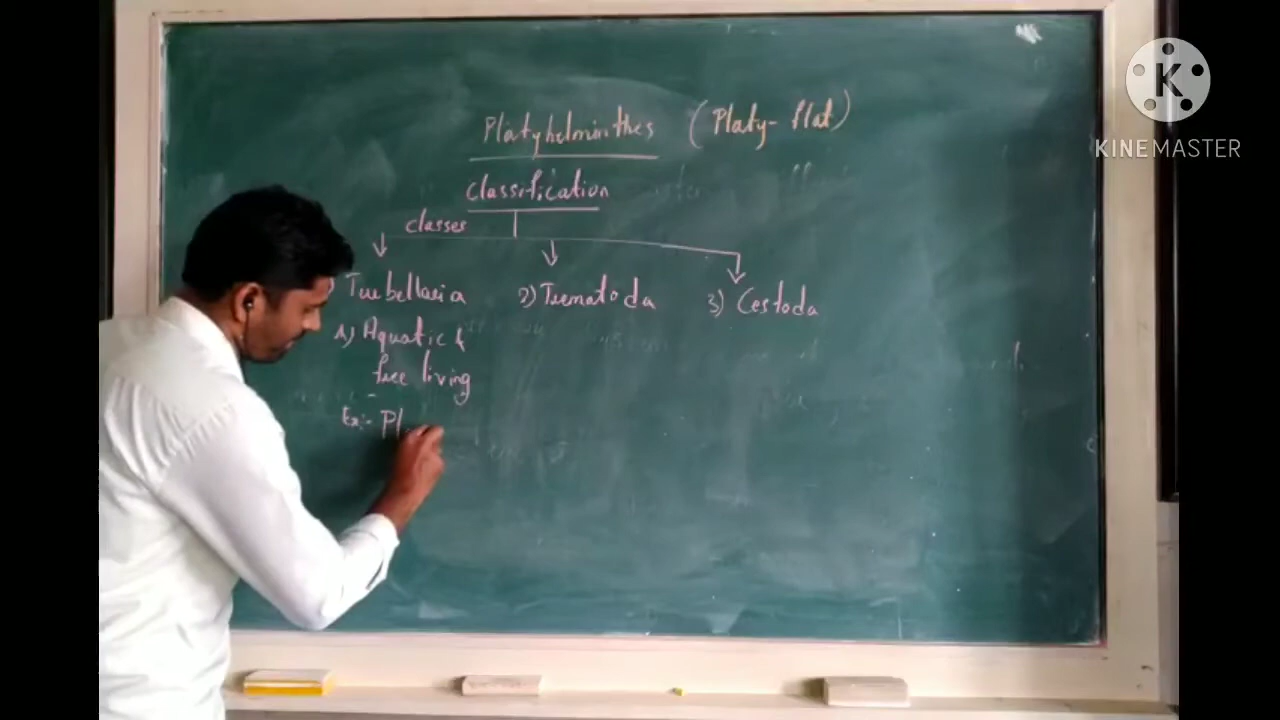 Platyhelminthes (Platy- flat)
Classification
classes
Turbellaria 2) Trematoda 3) Cestoda
1) Aquatic &
free living
Ex:- Pl
K
KINEMASTER